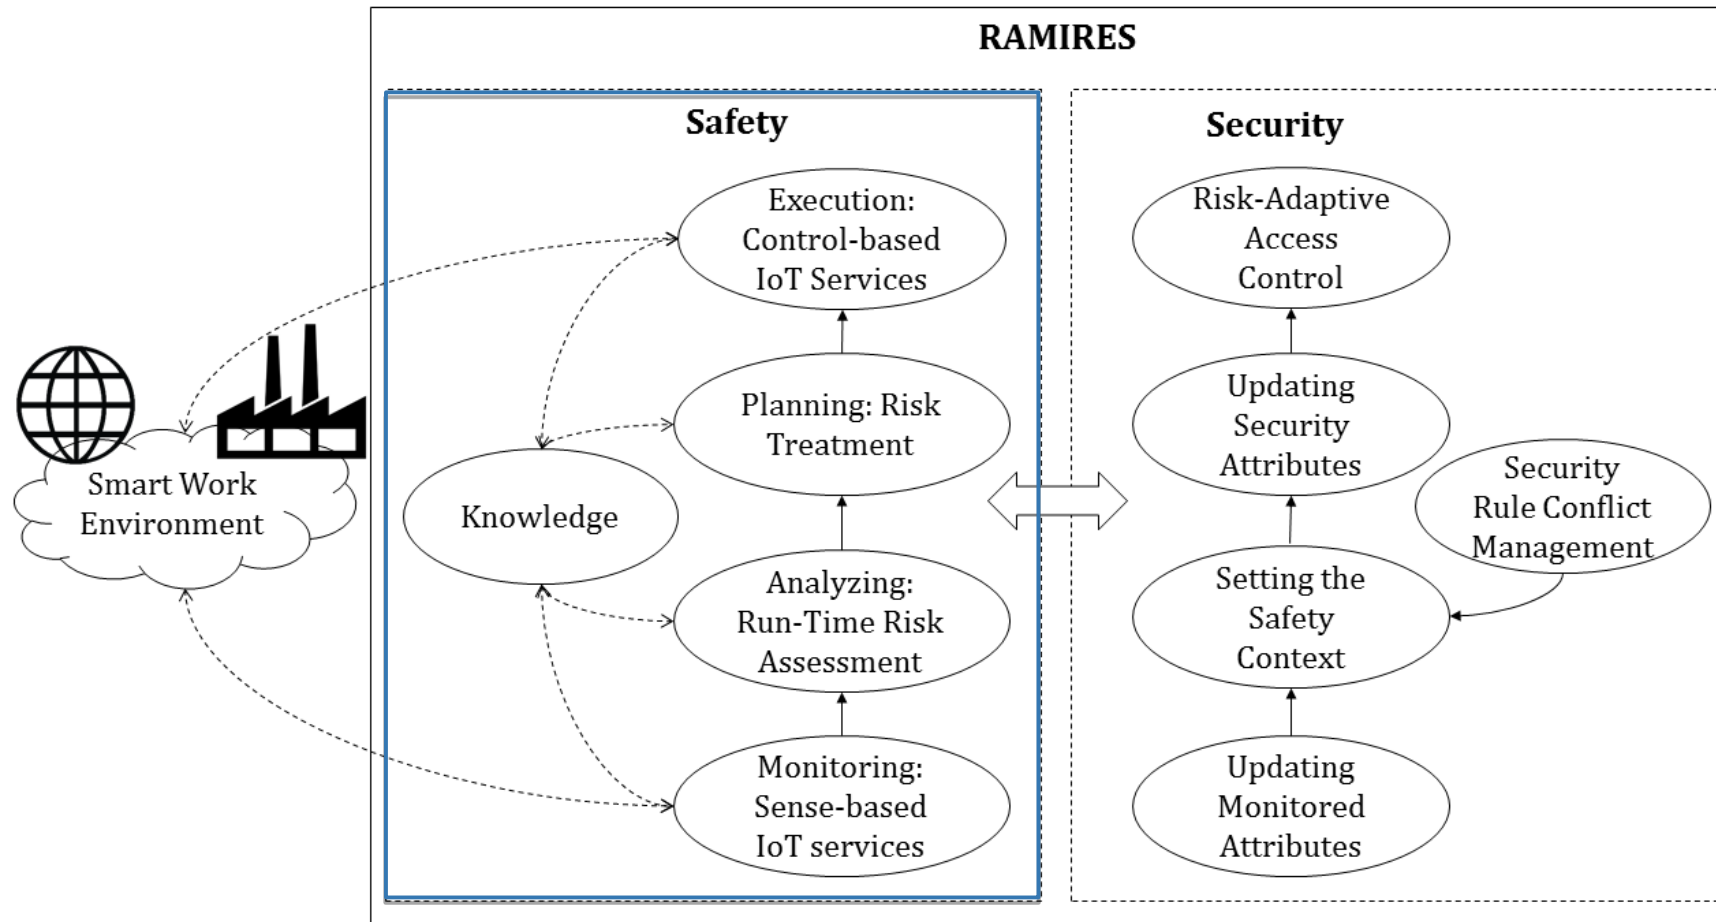 RAMIRES
Safety
Execution:
Control-based
IoT Services
Planning: Risk
Treatment
Knowledge
Analyzing:
Run-Time Risk
Assessment
Monitoring:
Sense-based
IoT services
Smart Work
Environment
Security
Risk-Adaptive
Access
Control
Updating
Security
Attributes
Security
Rule Conflict
Management
Setting the
Safety
Context
Updating
Monitored
Attributes